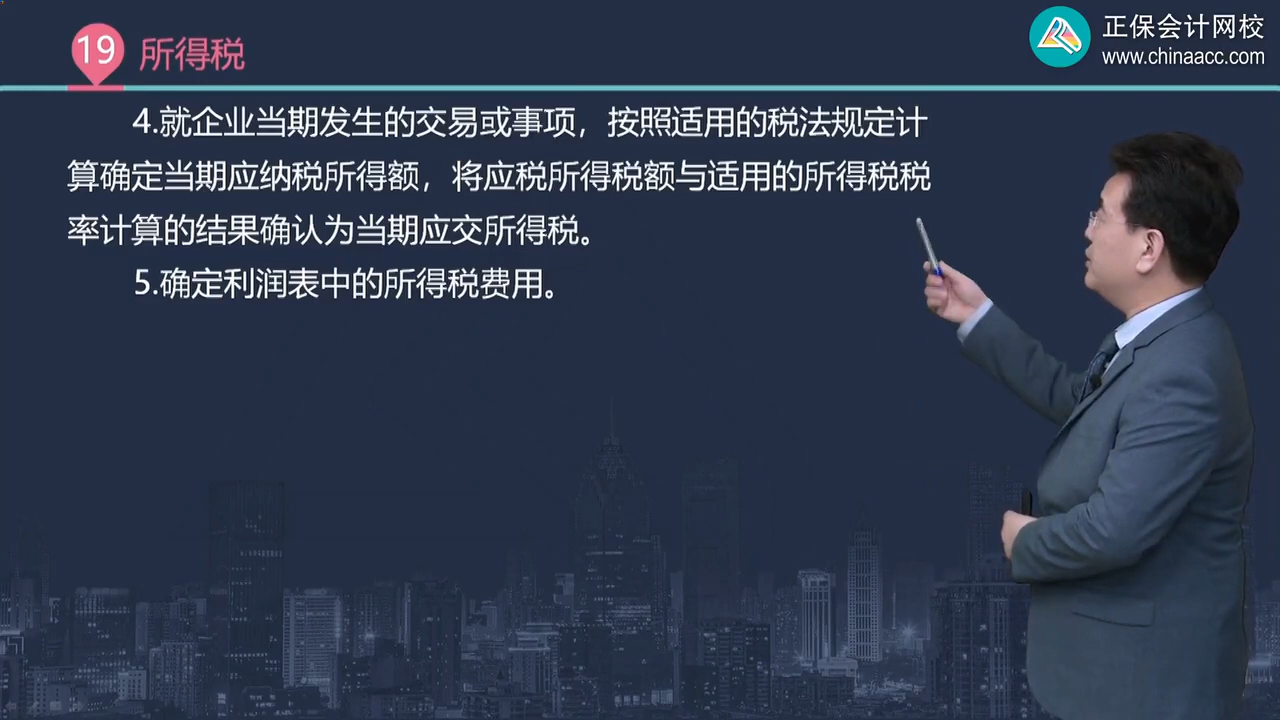 19 所得税
正保会计网校
www.chinaacc.com
4.就企业当期发生的交易或事项，按照适用的税法规定计
算确定当期应纳税所得额，将应税所得税额与适用的所得税税
率计算的结果确认为当期应交所得税。
5.确定利润表中的所得税费用。